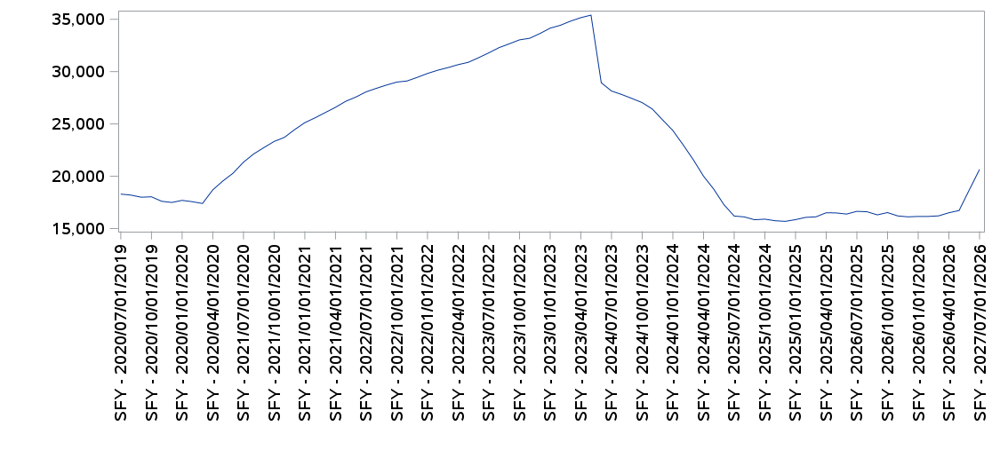 35,000
30,000
25,000
20,000
15,000
SFY - 2020/07/01/2019
SFY - 2020/10/01/2019
SFY - 2020/01/01/2020
SFY - 2020/04/01/2020
SFY - 2021/07/01/2020
SFY - 2021/10/01/2020
SFY - 2021/01/01/2021
SFY - 2021/04/01/2021
SFY - 2022/07/01/2021
SFY - 2022/10/01/2021
SFY - 2022/01/01/2022
SFY - 2022/04/01/2022
SFY - 2023/07/01/2022
SFY - 2023/10/01/2022
SFY - 2023/01/01/2023
SFY - 2023/04/01/2023
SFY - 2024/07/01/2023
SFY - 2024/10/01/2023
SFY - 2024/01/01/2024
SFY - 2024/04/01/2024
SFY - 2025/07/01/2024
SFY - 2025/10/01/2024
SFY - 2025/01/01/2025
SFY - 2025/04/01/2025
SFY - 2026/07/01/2025
SFY - 2026/10/01/2025
SFY - 2026/01/01/2026
SFY - 2026/04/01/2026
SFY - 2027/07/01/2026